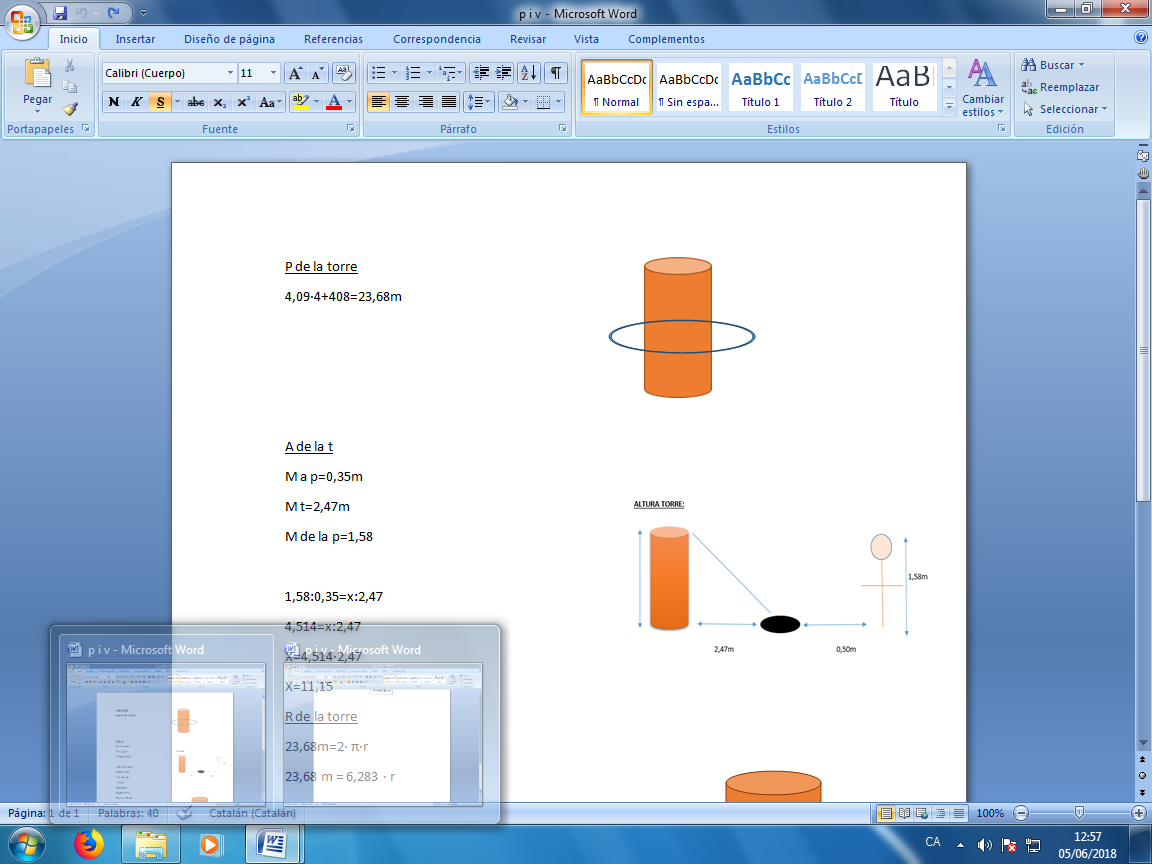 p i v - Microsoft Word
Inicio Insertar Diseño de página Referencias Correspondencia Revisar Vista Complementos
Pegar
Portapapeles
Calibri (Cuerpo) 11
N K S abc x₂ x² Aa
Fuente
Párrafo
AaBbCcDc AaBbCcDc AaBbCc AaBbCcD AaB
¶ Normal ¶ Sin espa... Título 1 Título 2 Título
Cambiar estilos
Estilos
Buscar
Reemplazar
Seleccionar
Edición
P de la torre
4,09·4+408=23,68m
A de la t
M a p=0,35m
M t=2,47m
M de la p=1,58
1,58:0,35=x:2,47
4,514=x:2,47
X=4,514·2,47
X=11,15
R de la torre
23,68m=2· π·r
23,68 m = 6,283 · r
ALTURA TORRE:
1,58m
2,47m 0,50m
p i v - Microsoft Word p i v - Microsoft Word
Página: 1 de 1 Palabras: 40 Catalán (Catalán) 100%
CA 12:57
05/06/2018